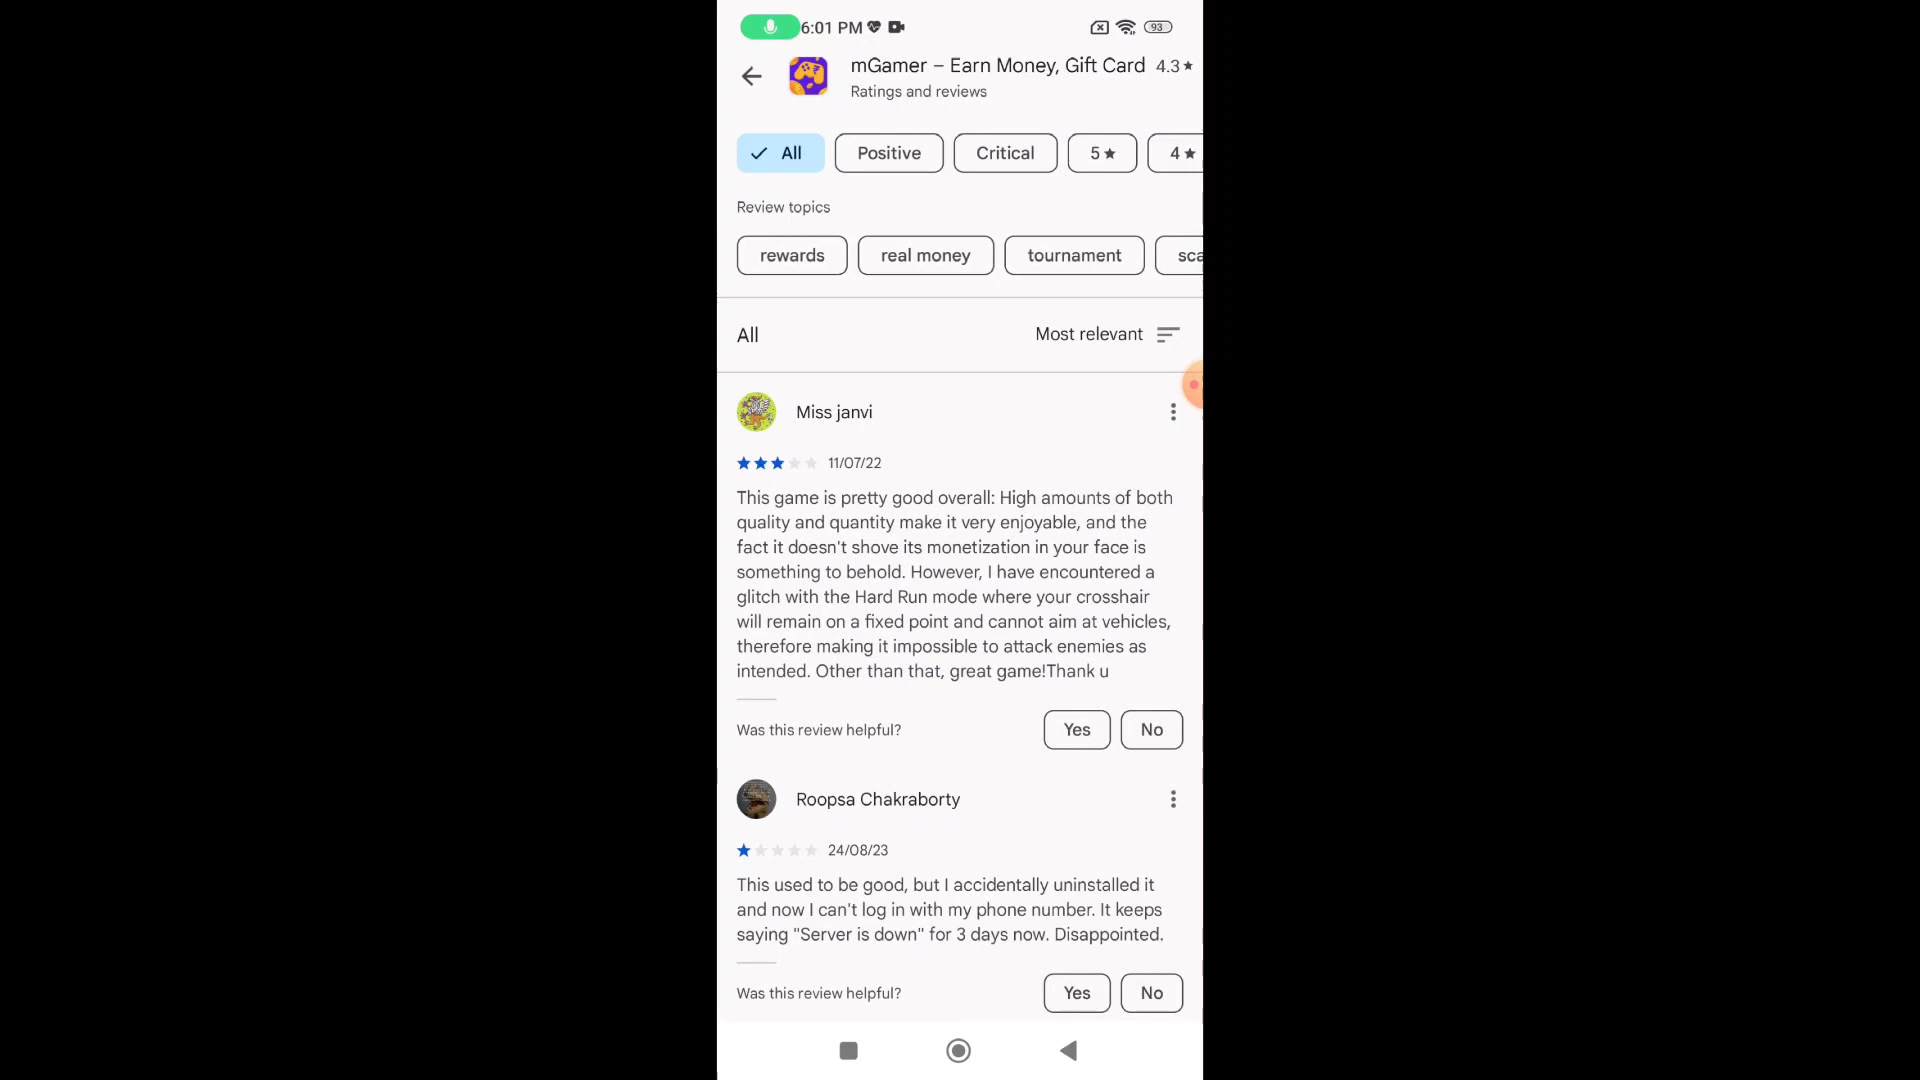 6:01 PM
93
mGamer – Earn Money, Gift Card 4.3★
Ratings and reviews
All Positive Critical 5★ 4★
Review topics
rewards real money tournament sca
All Most relevant
Miss janvi
11/07/22
This game is pretty good overall: High amounts of both
quality and quantity make it very enjoyable, and the
fact it doesn't shove its monetization in your face is
something to behold. However, I have encountered a
glitch with the Hard Run mode where your crosshair
will remain on a fixed point and cannot aim at vehicles,
therefore making it impossible to attack enemies as
intended. Other than that, great game!Thank u
Was this review helpful? Yes No
Roopsa Chakraborty
24/08/23
This used to be good, but I accidentally uninstalled it
and now I can't log in with my phone number. It keeps
saying "Server is down" for 3 days now. Disappointed.
Was this review helpful? Yes No